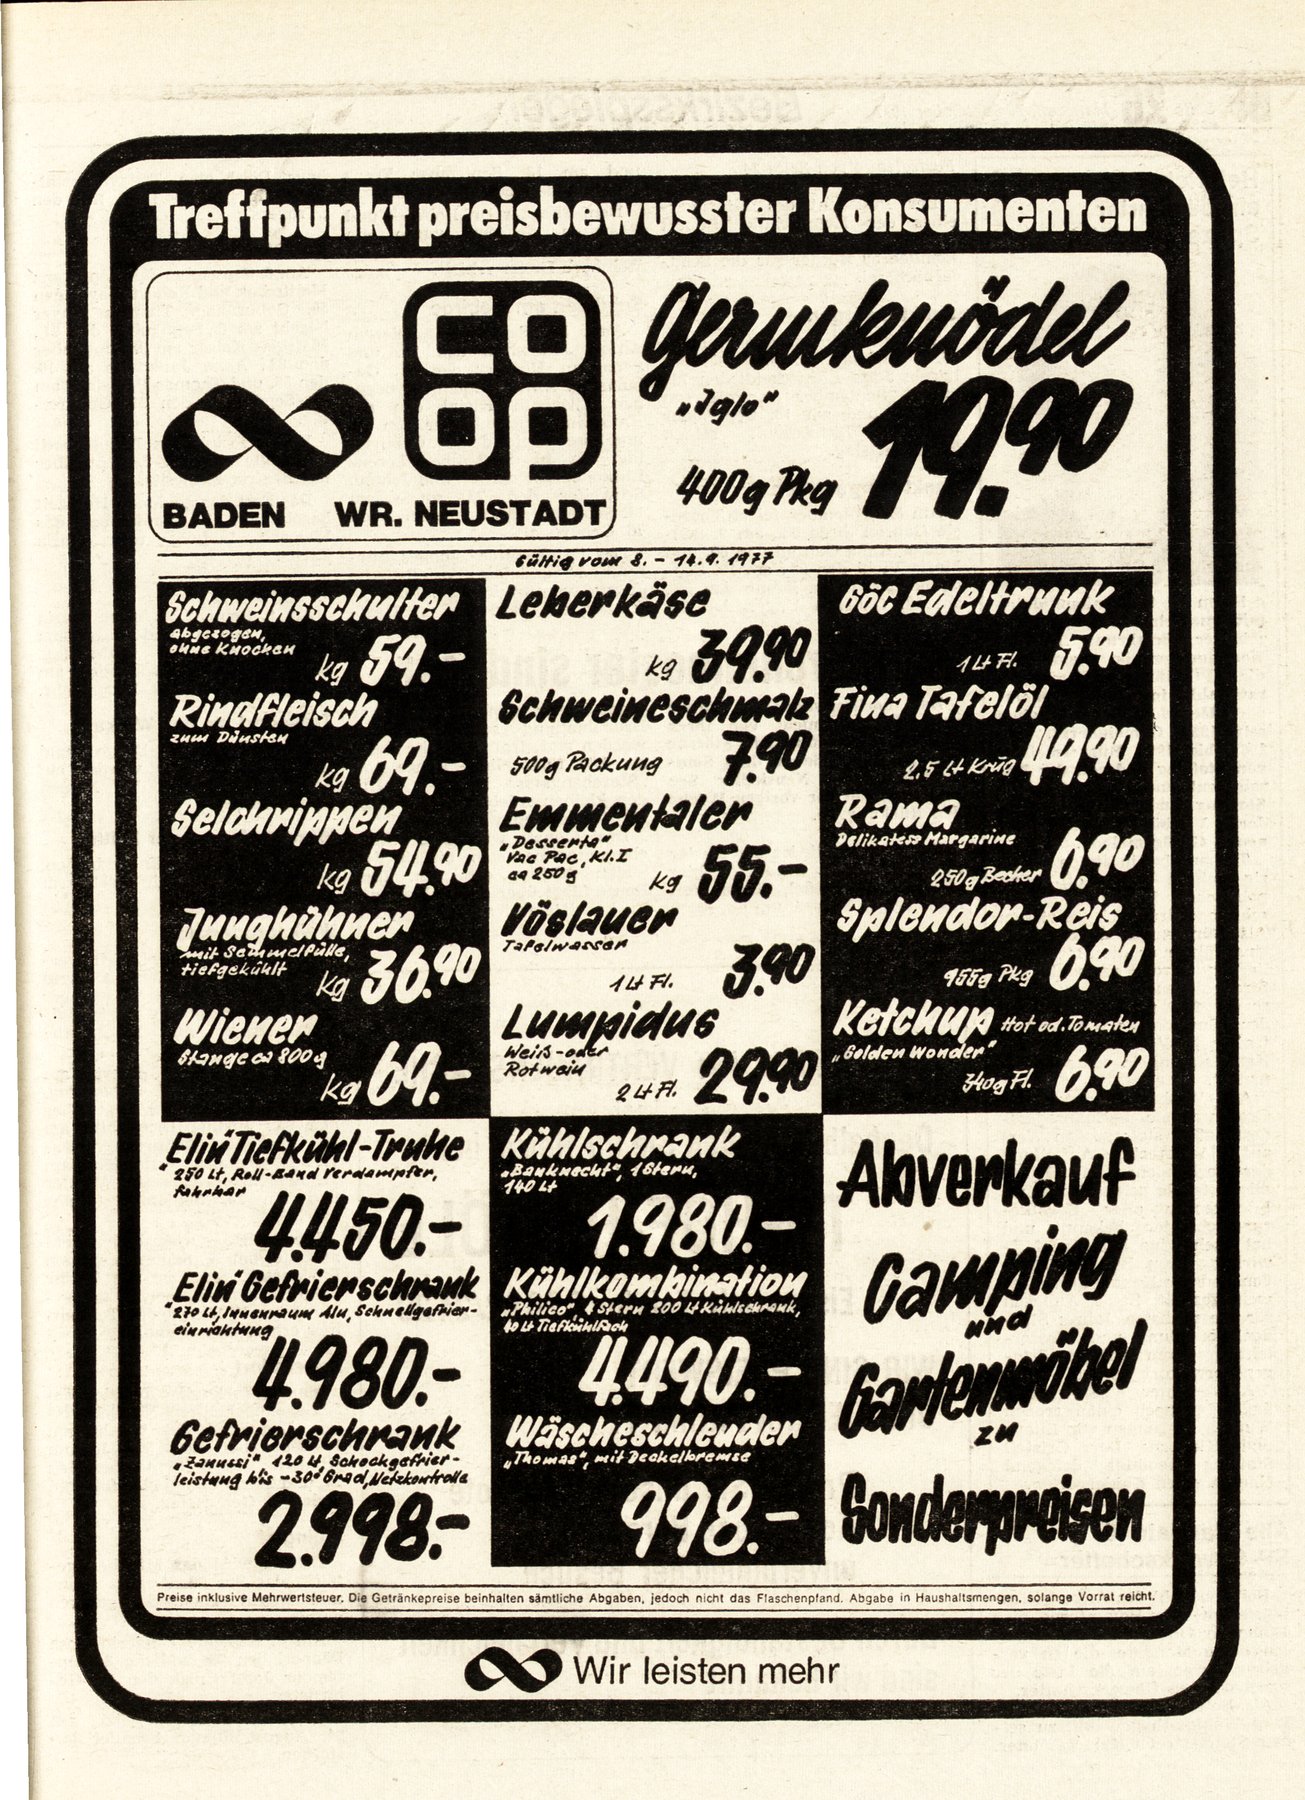 Treffpunkt preisbewusster Konsumenten
COOP
BADEN WR. NEUSTADT
Germknödel
„Iglo“
19.90
400g Pkg
Gültig vom 8. - 14. 9. 1977
Schweinsschulter
abgezogen,
ohne Knochen
kg 59.-
Rindfleisch
zum Dünsten
kg 69.-
Selchrippen
kg 54.90
Junghühner
mit Semmelfülle,
tiefgekühlt
kg 36.90
Wiener
Stange ca 800g
kg 69.-
Leberkäse
kg 39.90
Schweineschmalz
500g Packung 7.90
Emmentaler
„Desserta“
Vac Pac, Kl. I
ca 250g
kg 55.-
Vöslauer
Tafelwasser
1 Lt Fl. 3.90
Lumpidus
Weiß- oder
Rotwein
2 Lt Fl. 29.90
Göc Edeltrunk
1 Lt Fl. 5.90
Fina Tafelöl
2,5 Lt Krug 49.90
Rama
Delikatess Margarine
250g Becher 6.90
Splendor-Reis
955g Pkg 6.90
Ketchup Hot od. Tomaten
„Golden Wonder“
340g Fl. 6.90
„Elin“ Tiefkühl-Truhe
250 Lt, Roll-Band Verdampfer,
fahrbar
4.450.-
„Elin“ Gefrierschrank
270 Lt, Innenraum Alu, Schnellgefrier-
einrichtung
4.980.-
Gefrierschrank
„Zanussi“ 120 Lt, Schockgefrier-
leistung bis -30° Grad, Netzkontrolle
2.998.-
Kühlschrank
„Bauknecht“, 1 Stern,
140 Lt
1.980.-
Kühlkombination
„Philico“, 4 Stern 200 Lt Kühlschrank,
40 Lt Tiefkühlfach
4.490.-
Wäscheschleuder
„Thomas“, mit Deckelbremse
998.-
Abverkauf
Camping
und
Gartenmöbel
zu
Sonderpreisen
Preise inklusive Mehrwertsteuer. Die Getränkepreise beinhalten sämtliche Abgaben, jedoch nicht das Flaschenpfand. Abgabe in Haushaltsmengen, solange Vorrat reicht.
Wir leisten mehr